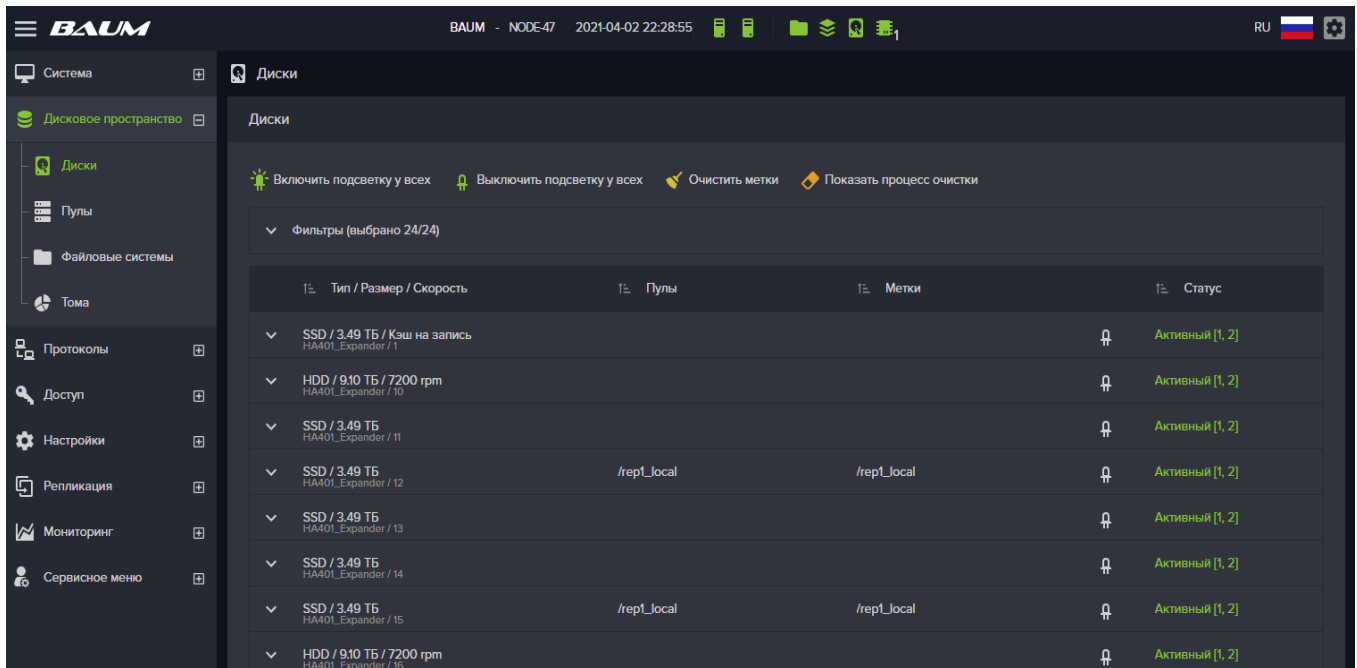 BAUM
BAUM - NODE-47 2021-04-02 22:28:55
1
RU
Система
Дисковое пространство
Диски
Пулы
Файловые системы
Тома
Протоколы
Доступ
Настройки
Репликация
Мониторинг
Сервисное меню
Диски
Диски
Включить подсветку у всех Выключить подсветку у всех Очистить метки Показать процесс очистки
Фильтры (выбрано 24/24)
Тип / Размер / Скорость Пулы Метки Статус
SSD / 3.49 ТБ / Кэш на запись Активный [1, 2]
HA401_Expander / 1
HDD / 9.10 ТБ / 7200 rpm Активный [1, 2]
HA401_Expander / 10
SSD / 3.49 ТБ Активный [1, 2]
HA401_Expander / 11
SSD / 3.49 ТБ /rep1_local /rep1_local Активный [1, 2]
HA401_Expander / 12
SSD / 3.49 ТБ Активный [1, 2]
HA401_Expander / 13
SSD / 3.49 ТБ Активный [1, 2]
HA401_Expander / 14
SSD / 3.49 ТБ /rep1_local /rep1_local Активный [1, 2]
HA401_Expander / 15
HDD / 9.10 ТБ / 7200 rpm Активный [1, 2]
HA401_Expander / 16